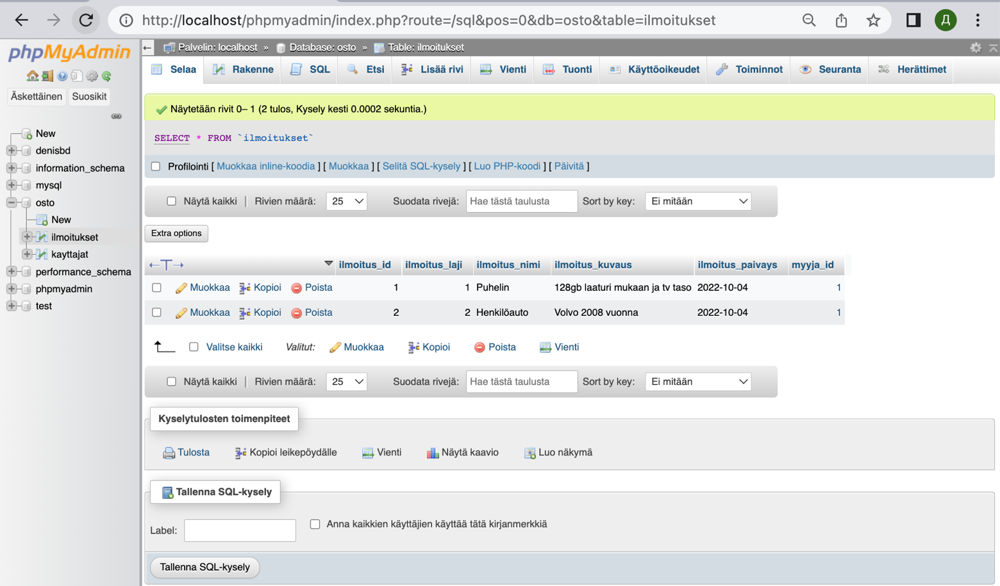 http://localhost/phpmyadmin/index.php?route=/sql&pos=0&db=osto&table=ilmoitukset
Д
phpMyAdmin
Äskettäinen Suosikit
New
denisbd
information_schema
mysql
osto
New
ilmoitukset
kayttajat
performance_schema
phpmyadmin
test
Palvelin: localhost » Database: osto » Table: ilmoitukset
Selaa Rakenne SQL Etsi Lisää rivi Vienti Tuonti Käyttöoikeudet Toiminnot Seuranta Herättimet
Näytetään rivit 0– 1 (2 tulos, Kysely kesti 0.0002 sekuntia.)
SELECT * FROM `ilmoitukset`
Profilointi [ Muokkaa inline-koodia ] [ Muokkaa ] [ Selitä SQL-kysely ] [ Luo PHP-koodi ] [ Päivitä ]
Näytä kaikki | Rivien määrä: 25 Suodata rivejä: Hae tästä taulusta Sort by key: Ei mitään
Extra options
←T→ ilmoitus_id ilmoitus_laji ilmoitus_nimi ilmoitus_kuvaus ilmoitus_paivays myyja_id
Muokkaa Kopioi Poista 1 1 Puhelin 128gb laaturi mukaan ja tv taso 2022-10-04 1
Muokkaa Kopioi Poista 2 2 Henkilöauto Volvo 2008 vuonna 2022-10-04 1
Valitse kaikki Valitut: Muokkaa Kopioi Poista Vienti
Näytä kaikki | Rivien määrä: 25 Suodata rivejä: Hae tästä taulusta Sort by key: Ei mitään
Kyselytulosten toimenpiteet
Tulosta Kopioi leikepöydälle Vienti Näytä kaavio Luo näkymä
Tallenna SQL-kysely
Label: Anna kaikkien käyttäjien käyttää tätä kirjanmerkkiä
Tallenna SQL-kysely